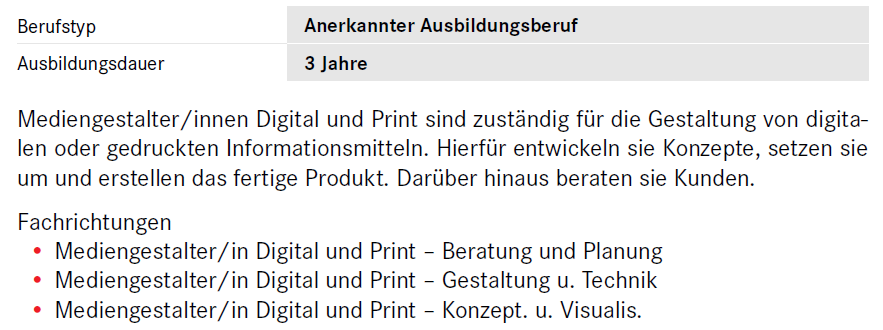 Berufstyp Anerkannter Ausbildungsberuf
Ausbildungsdauer 3 Jahre
Mediengestalter/innen Digital und Print sind zuständig für die Gestaltung von digita-
len oder gedruckten Informationsmitteln. Hierfür entwickeln sie Konzepte, setzen sie
um und erstellen das fertige Produkt. Darüber hinaus beraten sie Kunden.
Fachrichtungen
• Mediengestalter/in Digital und Print – Beratung und Planung
• Mediengestalter/in Digital und Print – Gestaltung u. Technik
• Mediengestalter/in Digital und Print – Konzept. u. Visualis.